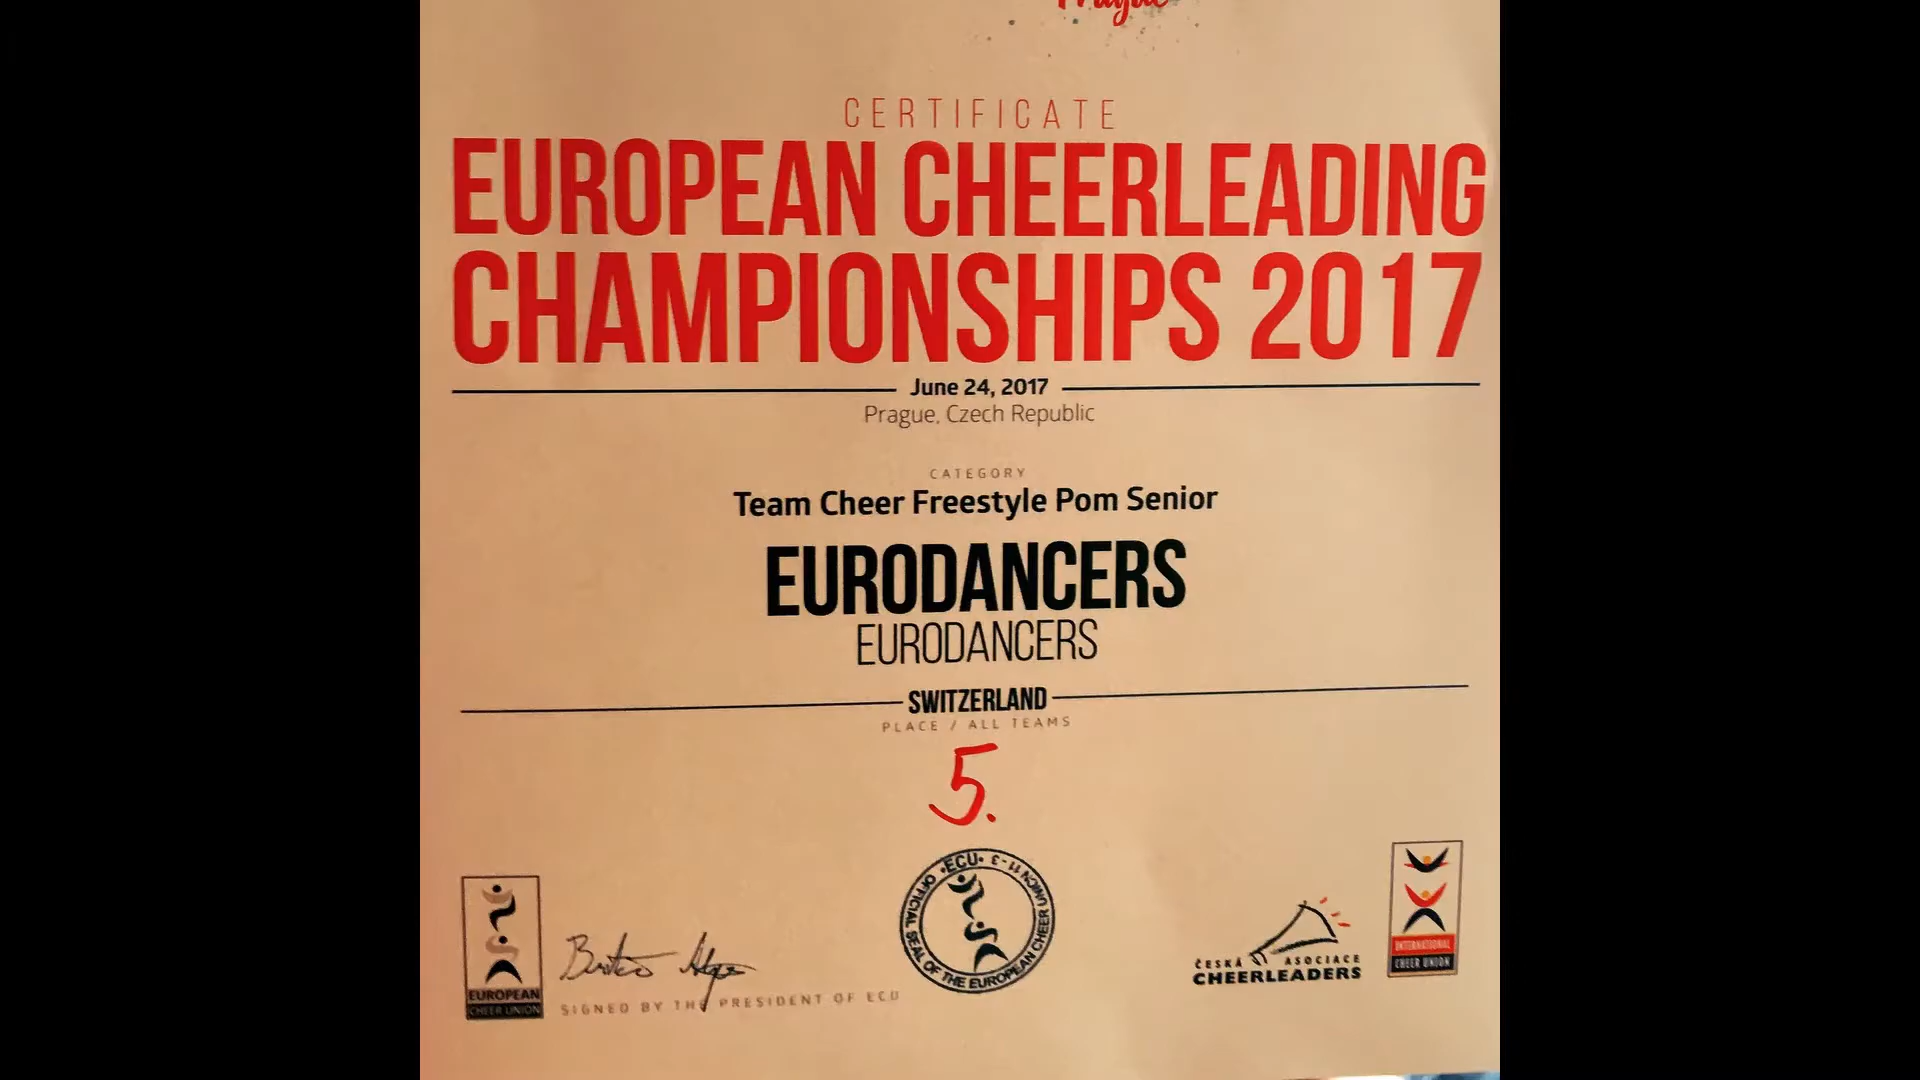 Prague
CERTIFICATE
EUROPEAN CHEERLEADING
CHAMPIONSHIPS 2017
June 24, 2017
Prague, Czech Republic
CATEGORY
Team Cheer Freestyle Pom Senior
EURODANCERS
EURODANCERS
SWITZERLAND
PLACE / ALL TEAMS
5.
•ECU•
OFFICIAL SEAL OF THE EUROPEAN CHEER UNION
EUROPEAN
CHEER UNION
SIGNED BY THE PRESIDENT OF ECU
ČESKÁ ASOCIACE
CHEERLEADERS
INTERNATIONAL
CHEER UNION